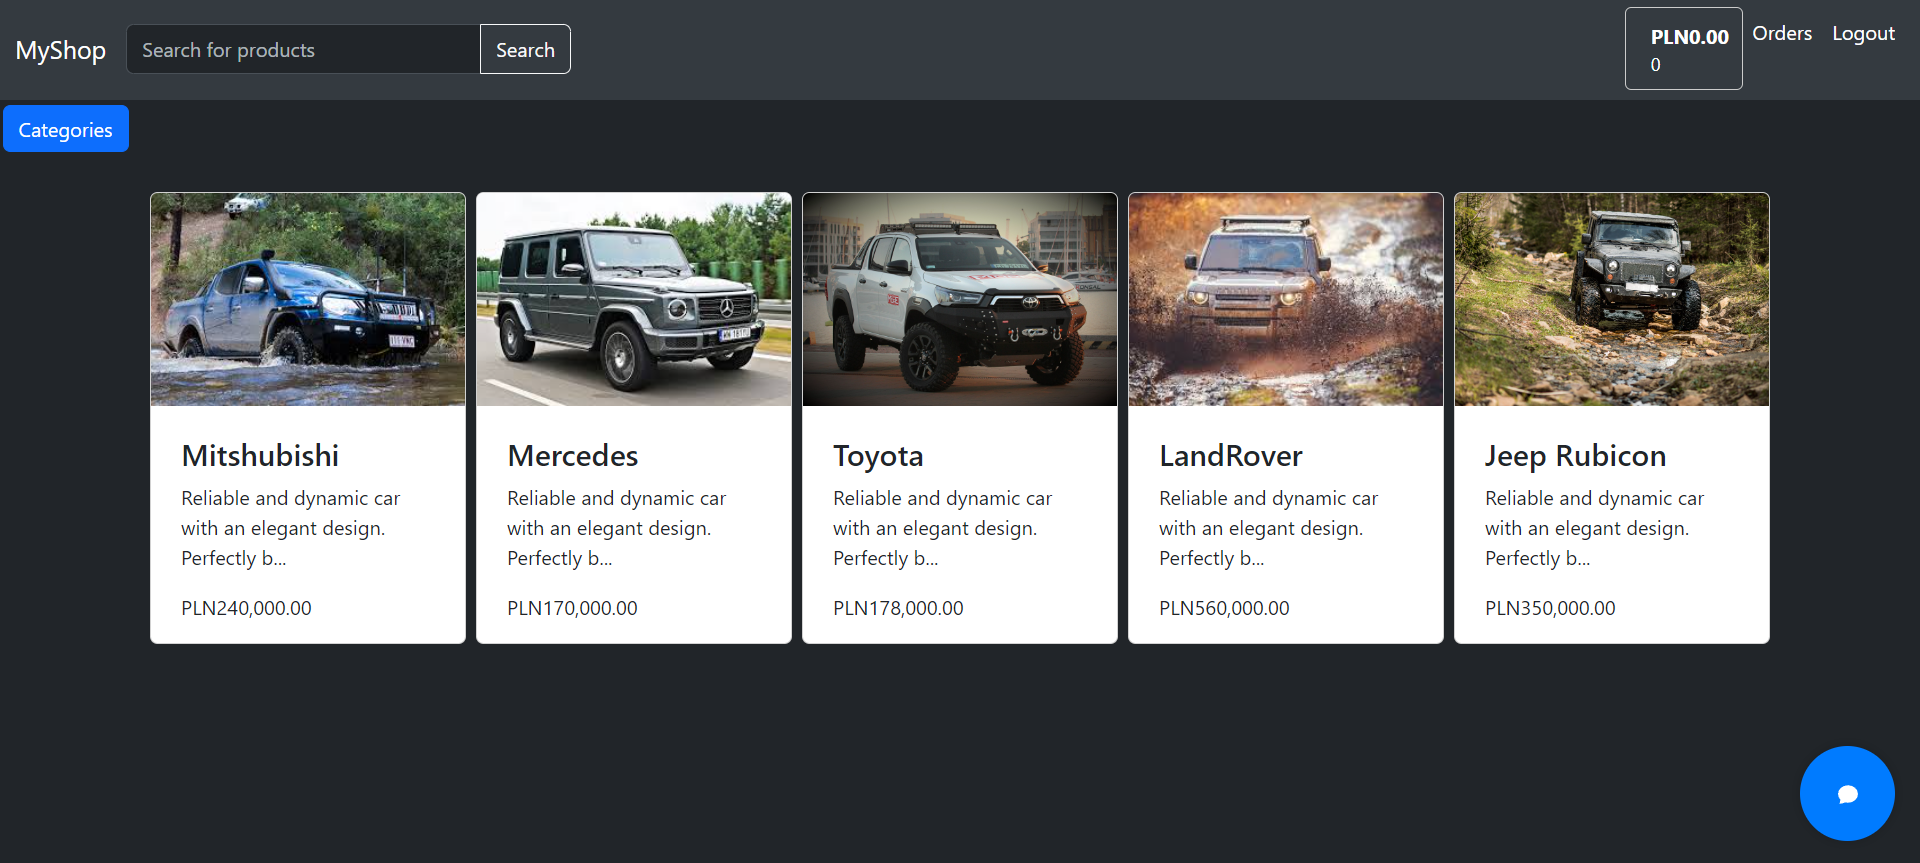 MyShop
Search for products
Search
PLN0.00
0
Orders
Logout
Categories
Mitshubishi
Reliable and dynamic car
with an elegant design.
Perfectly b...
PLN240,000.00
Mercedes
Reliable and dynamic car
with an elegant design.
Perfectly b...
PLN170,000.00
Toyota
Reliable and dynamic car
with an elegant design.
Perfectly b...
PLN178,000.00
LandRover
Reliable and dynamic car
with an elegant design.
Perfectly b...
PLN560,000.00
Jeep Rubicon
Reliable and dynamic car
with an elegant design.
Perfectly b...
PLN350,000.00